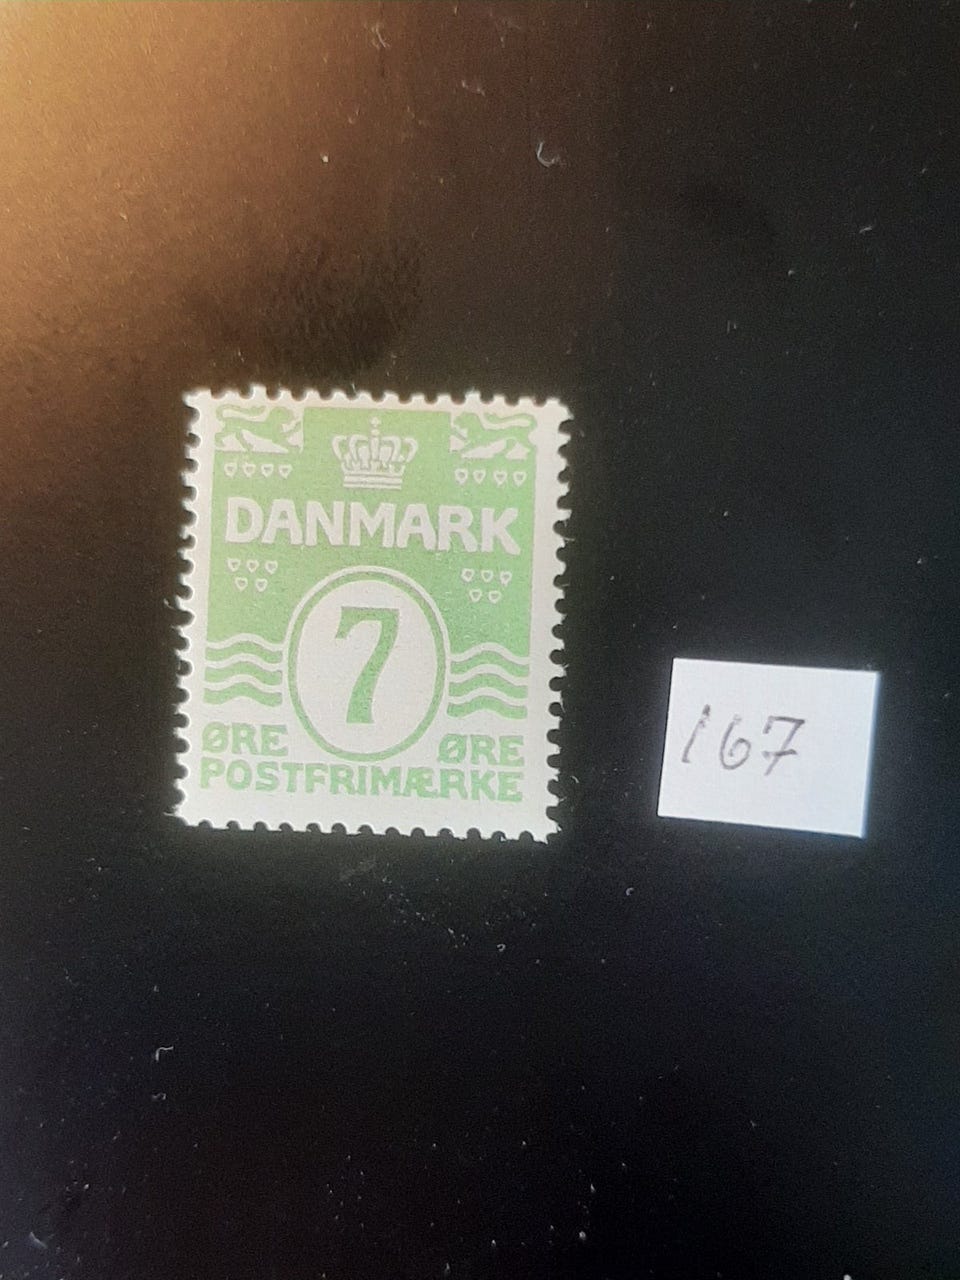 DANMARK
7
ØRE ØRE
POSTFRIMÆRKE
167